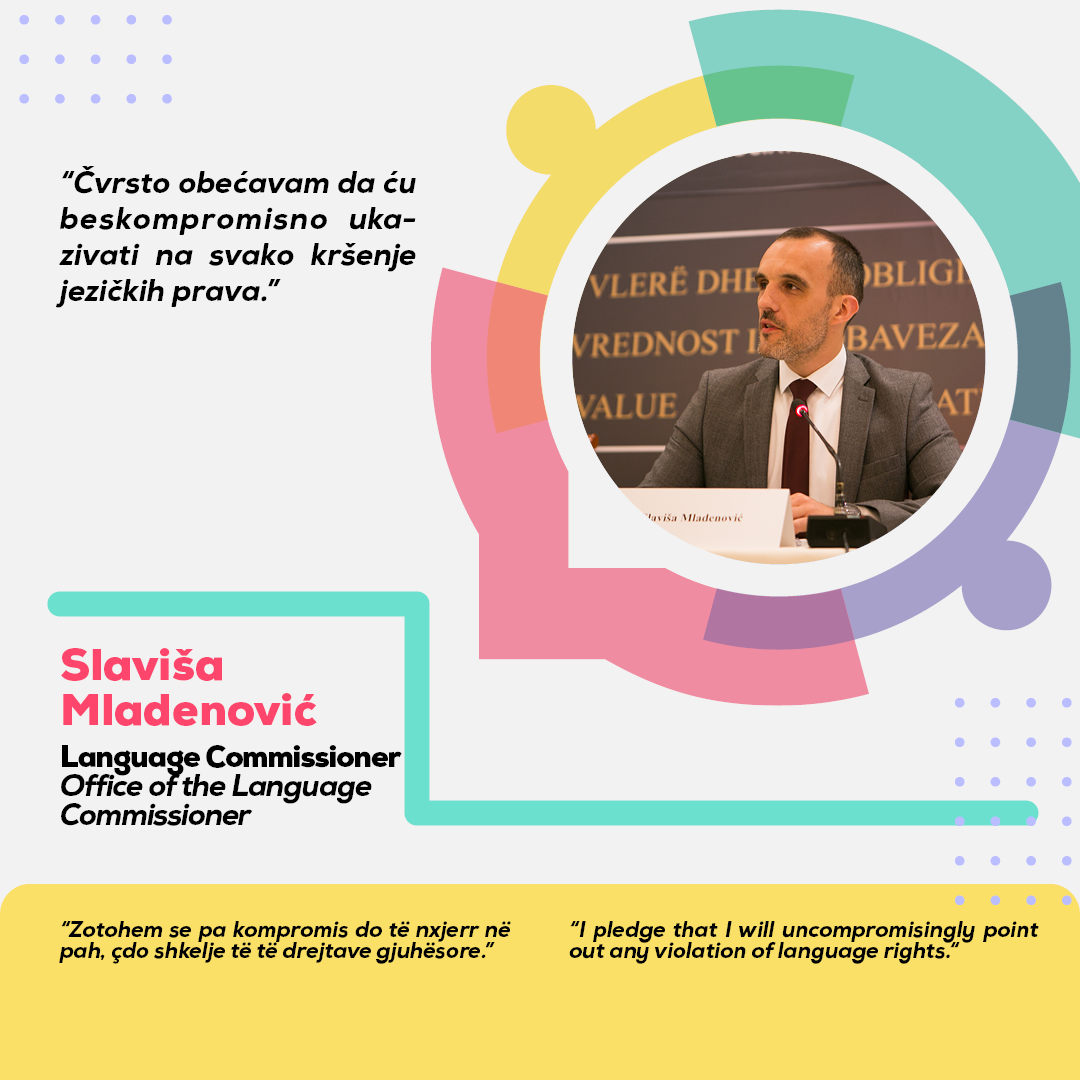 “Čvrsto obećavam da ću
beskompromisno uka-
zivati na svako kršenje
jezičkih prava.”
VLERË DHE OBLIGI
VREDNOST I BAVEZA
VALUE AT
Slaviša Mladenović
Slaviša
Mladenović
Language Commissioner
Office of the Language
Commissioner
“Zotohem se pa kompromis do të nxjerr në
pah, çdo shkelje të të drejtave gjuhësore.”
“I pledge that I will uncompromisingly point
out any violation of language rights.“